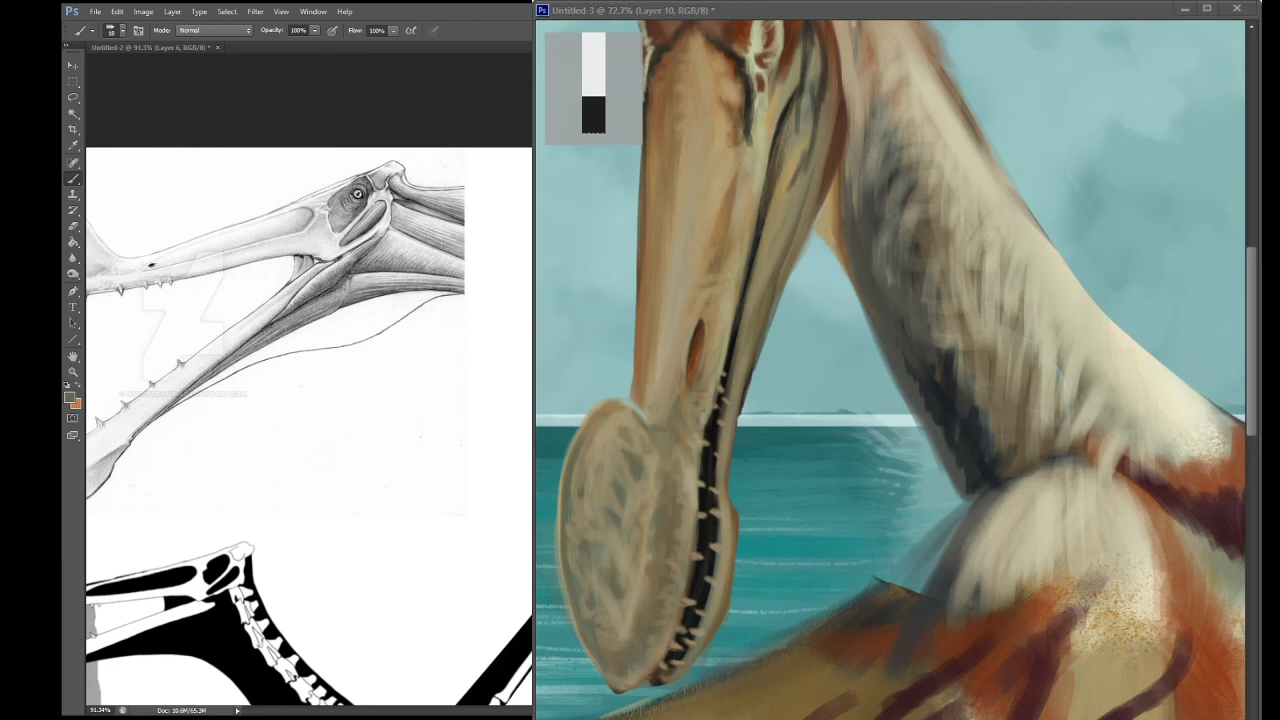 Ps File Edit Image Layer Type Select Filter View Window Help
Mode: Normal Opacity: 100% Flow: 100%
Untitled-2 @ 91.3% (Layer 6, RGB/8) * ×
91.34% Doc: 10.6M/65.3M
Ps Untitled-3 @ 72.7% (Layer 10, RGB/8) *